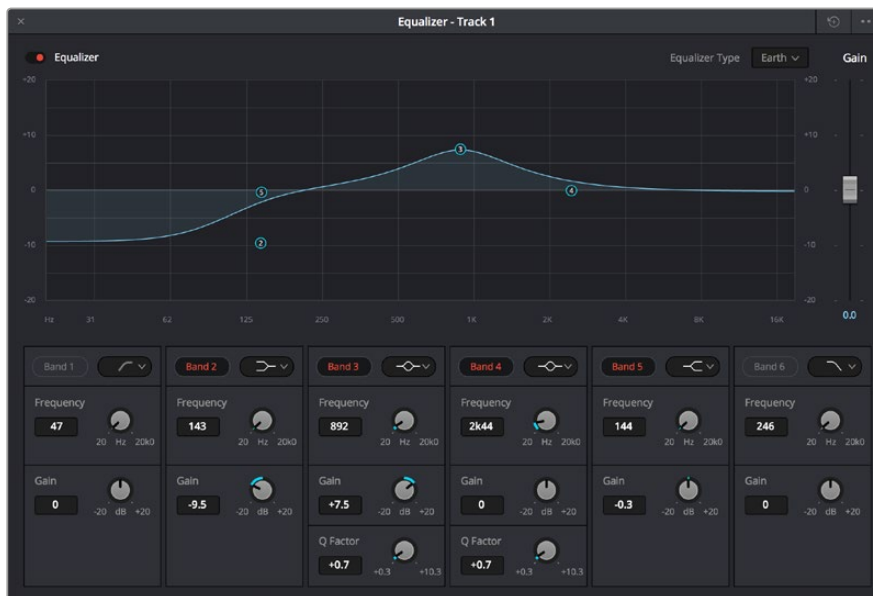 Equalizer - Track 1
Equalizer
Equalizer Type Earth Gain
+20 +20
+10 +10
3
0 5 4 0
-10 2 -10
-20 -20
Hz 31 62 125 250 500 1K 2K 4K 8K 16K 0.0
Band 1 Band 2 Band 3 Band 4 Band 5 Band 6
Frequency Frequency Frequency Frequency Frequency Frequency
47 143 892 2k44 144 246
20 Hz 20k0 20 Hz 20k0 20 Hz 20k0 20 Hz 20k0 20 Hz 20k0 20 Hz 20k0
Gain Gain Gain Gain Gain Gain
0 -9.5 +7.5 0 -0.3 0
-20 dB +20 -20 dB +20 -20 dB +20 -20 dB +20 -20 dB +20 -20 dB +20
Q Factor Q Factor
+0.7 +0.7
+0.3 +10.3 +0.3 +10.3